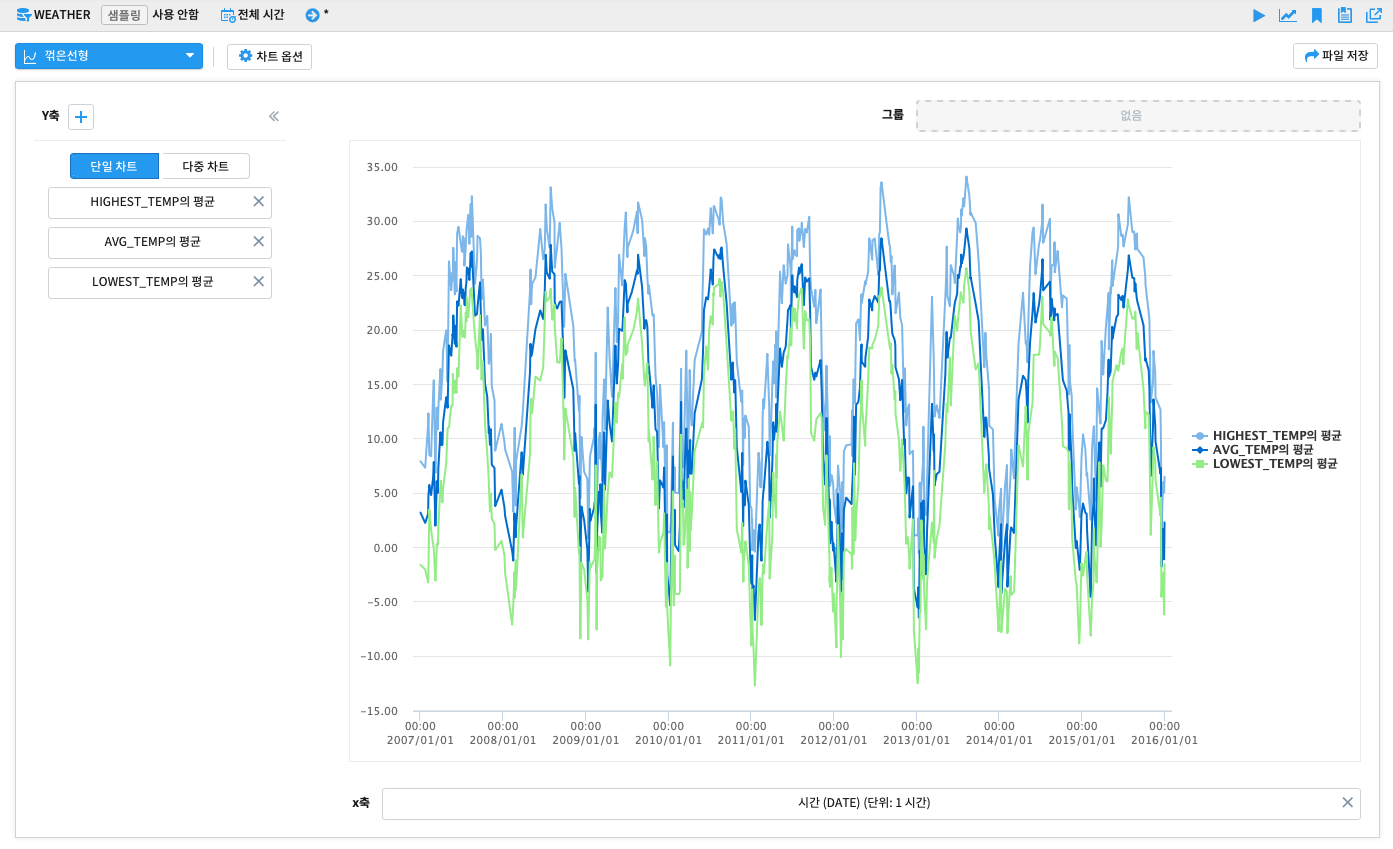 WEATHER 샘플링 사용 안함 전체 시간 *
꺾은선형 차트 옵션 파일 저장
Y축
그룹 없음
단일 차트 다중 차트
HIGHEST_TEMP의 평균
AVG_TEMP의 평균
LOWEST_TEMP의 평균
35.00
30.00
25.00
20.00
15.00
10.00
5.00
0.00
-5.00
-10.00
-15.00
00:00 00:00 00:00 00:00 00:00 00:00 00:00 00:00 00:00 00:00
2007/01/01 2008/01/01 2009/01/01 2010/01/01 2011/01/01 2012/01/01 2013/01/01 2014/01/01 2015/01/01 2016/01/01
HIGHEST_TEMP의 평균
AVG_TEMP의 평균
LOWEST_TEMP의 평균
x축 시간 (DATE) (단위: 1 시간)